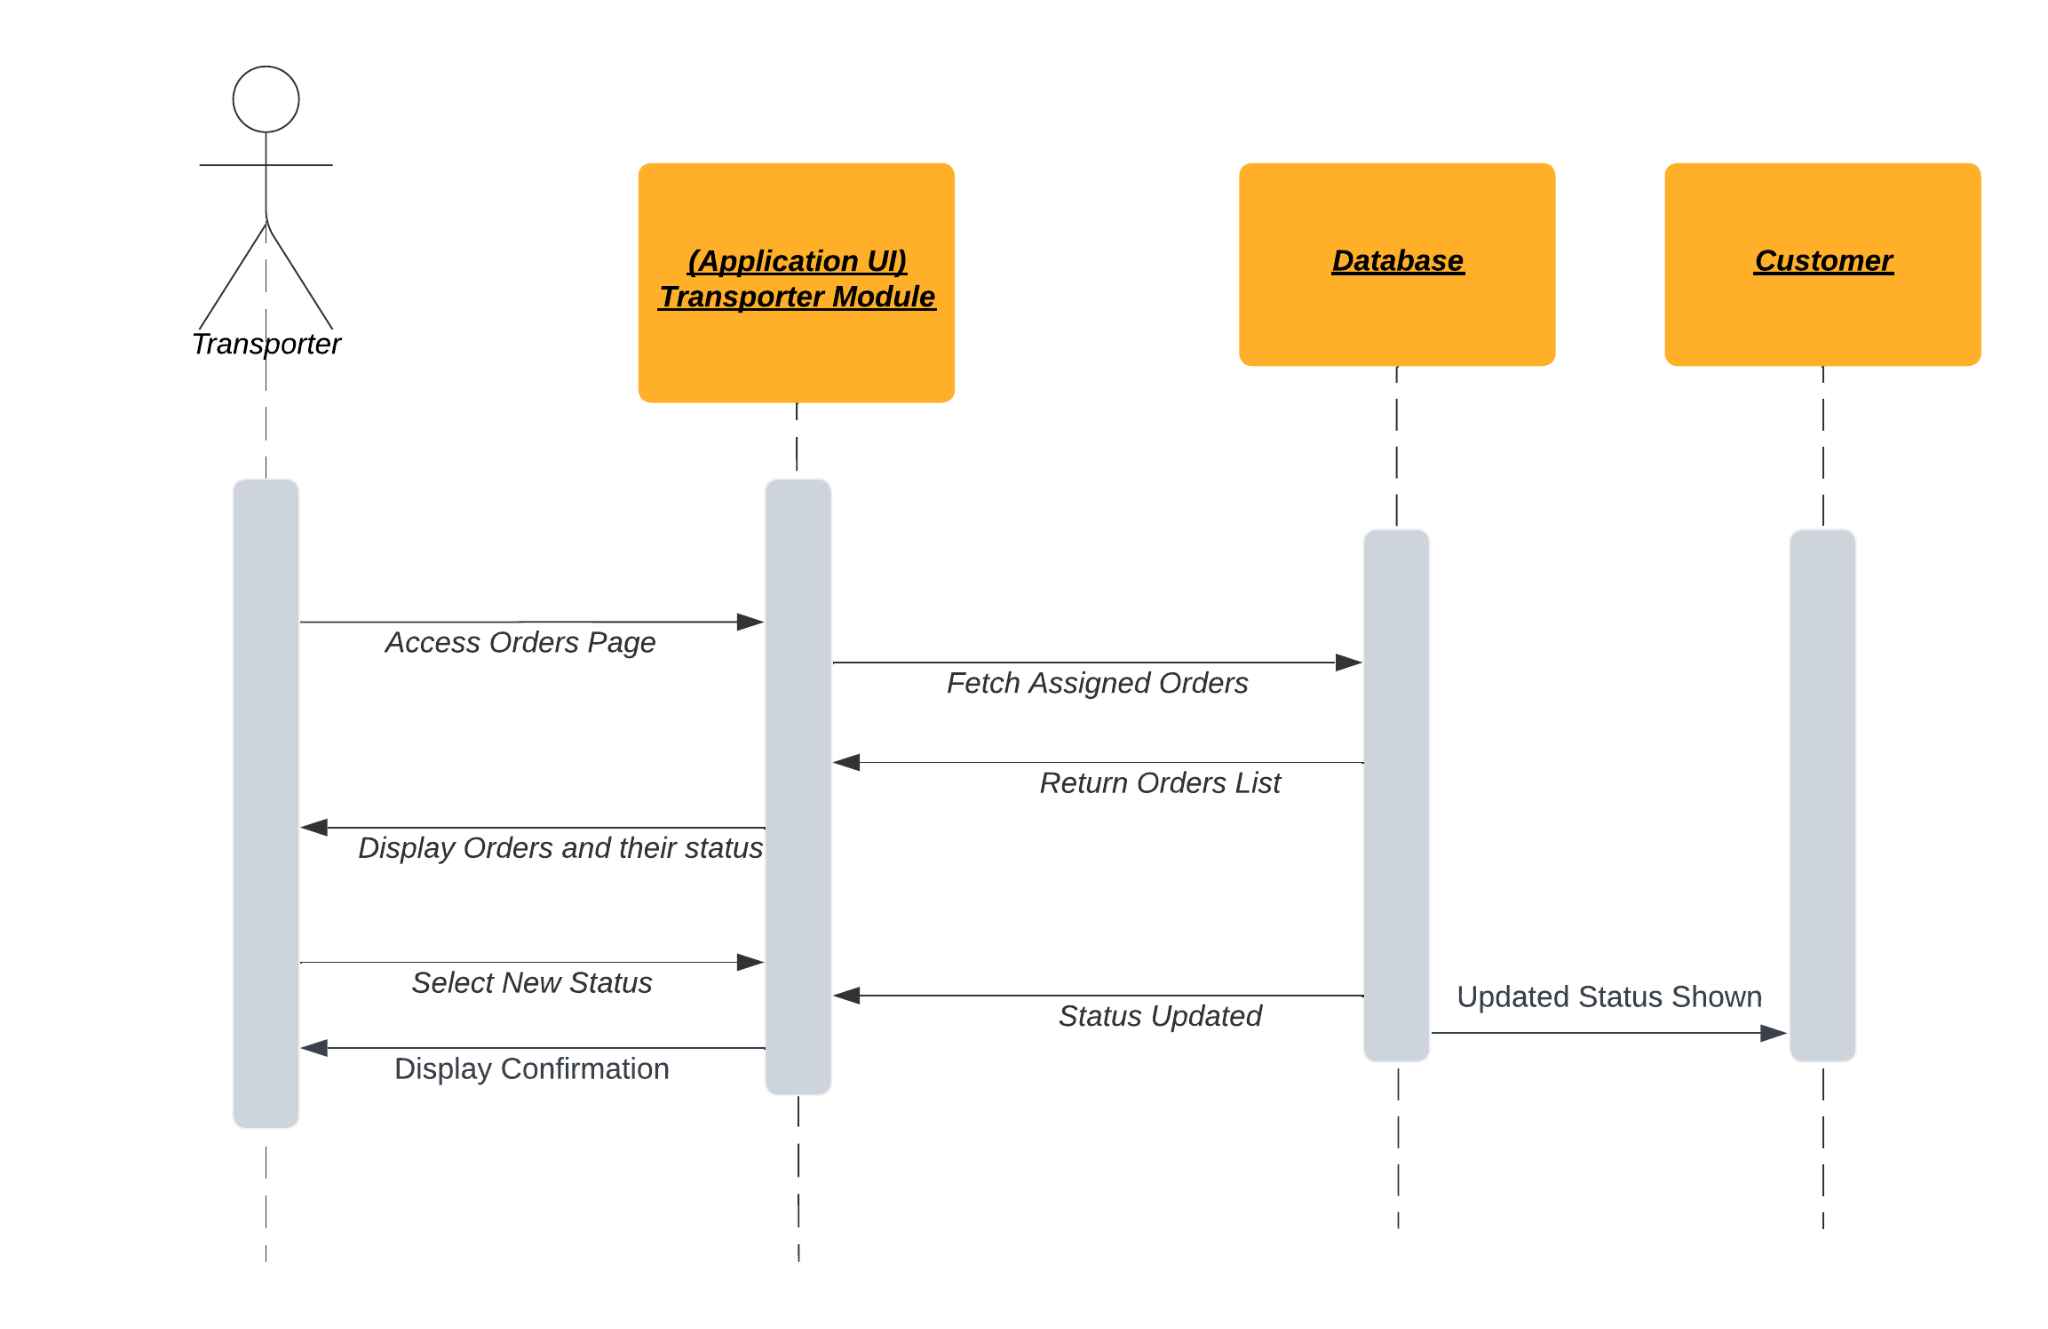 Transporter
(Application UI)
Transporter Module
Database
Customer
Access Orders Page
Fetch Assigned Orders
Return Orders List
Display Orders and their status
Select New Status
Updated Status Shown
Status Updated
Display Confirmation